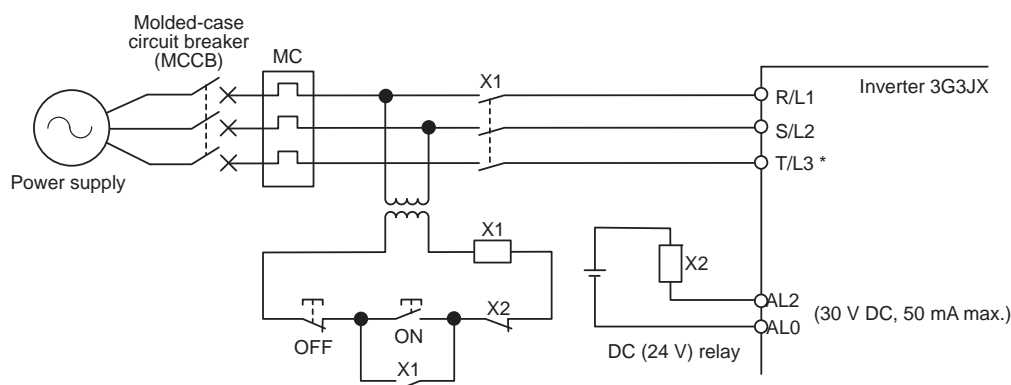 Molded-case
circuit breaker
(MCCB)
MC
X1
Inverter 3G3JX
R/L1
S/L2
T/L3 *
Power supply
X1
X2
X2
AL2
(30 V DC, 50 mA max.)
AL0
OFF
ON
DC (24 V) relay
X1